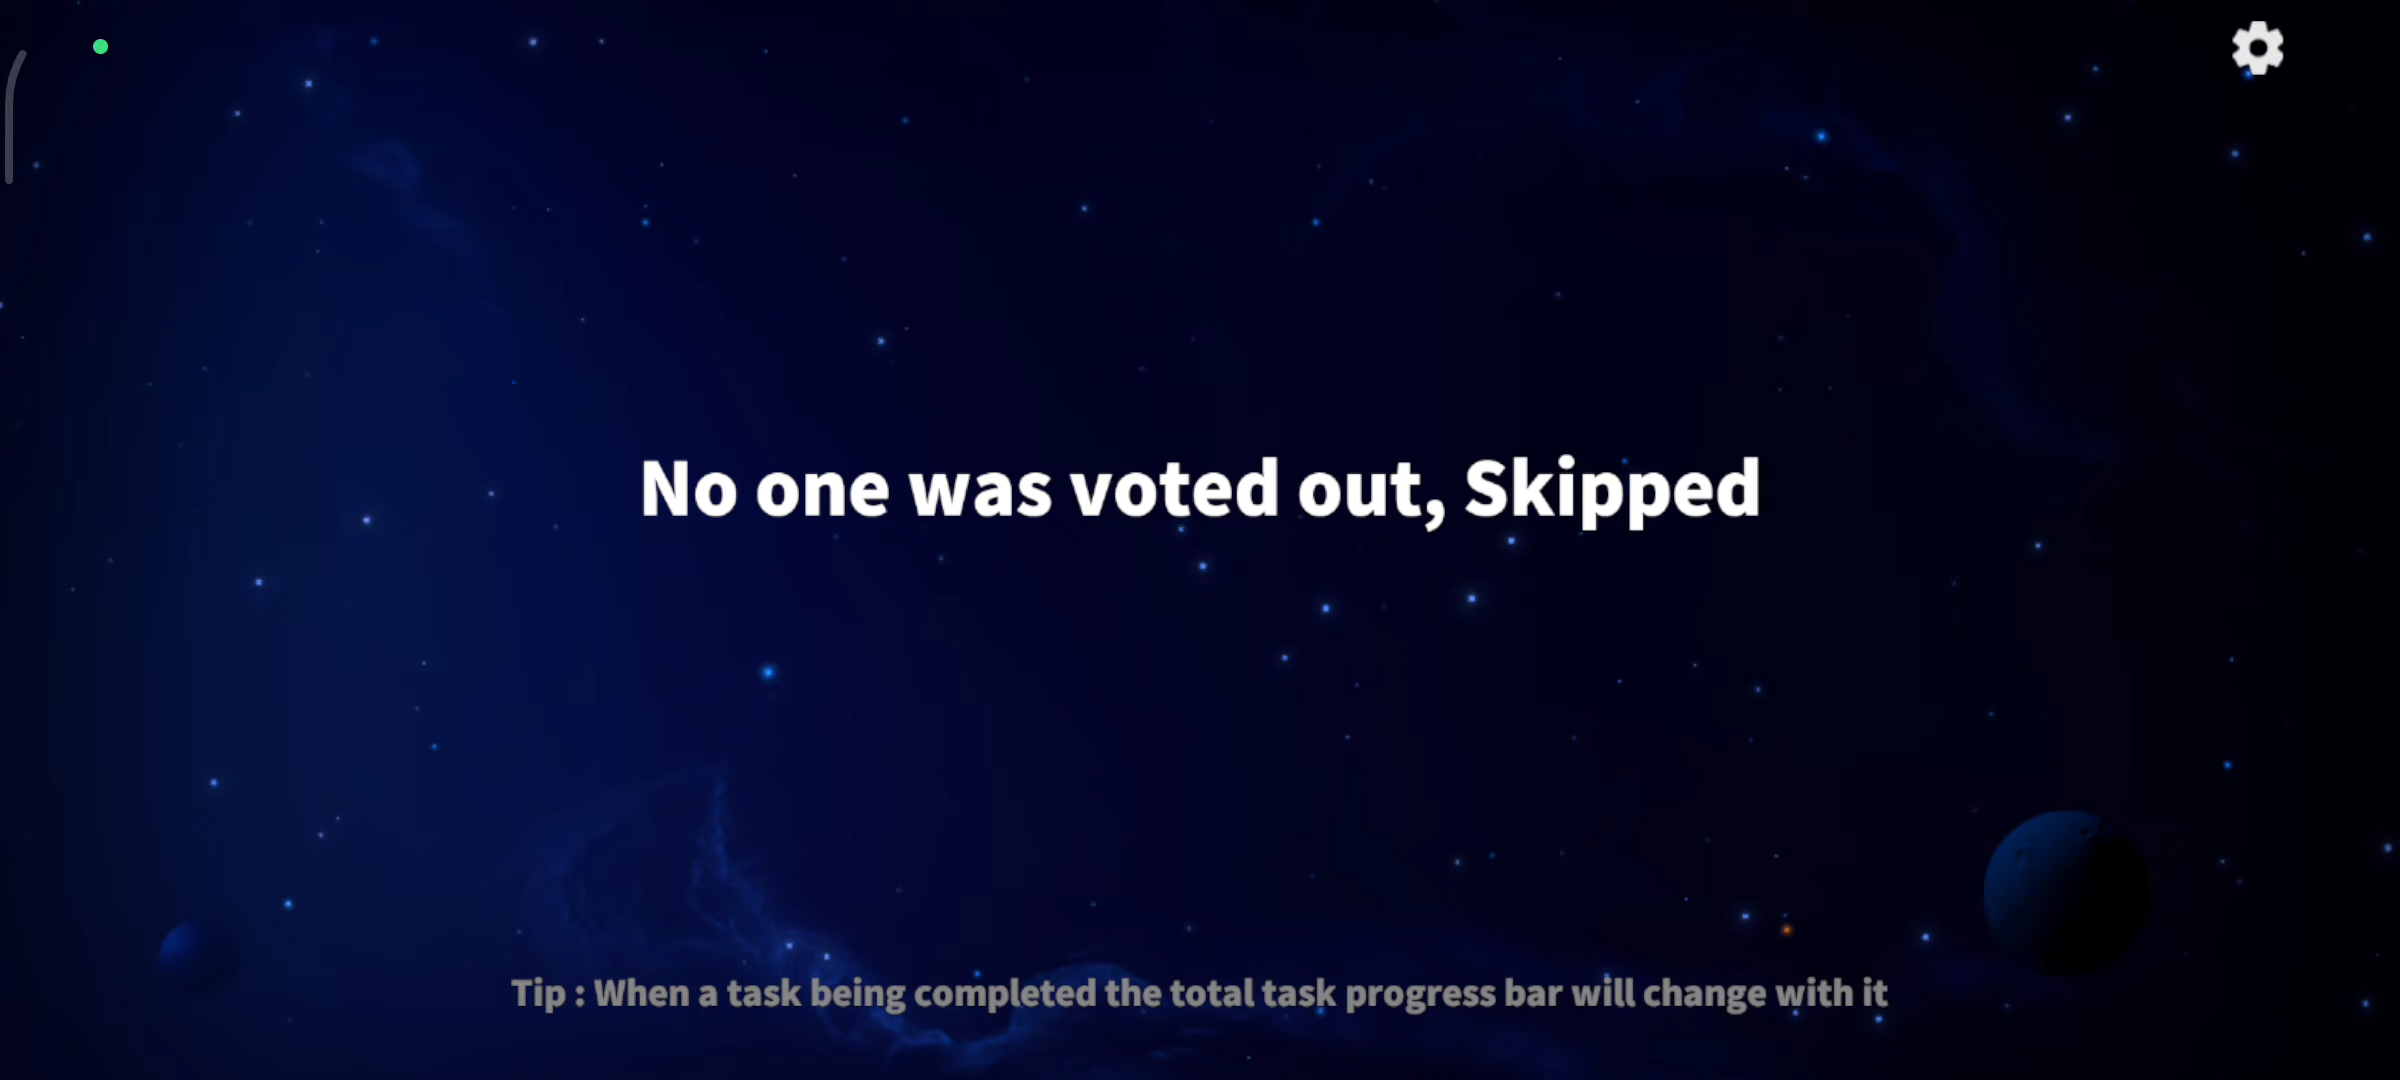 No one was voted out, Skipped
Tip : When a task being completed the total task progress bar will change with it